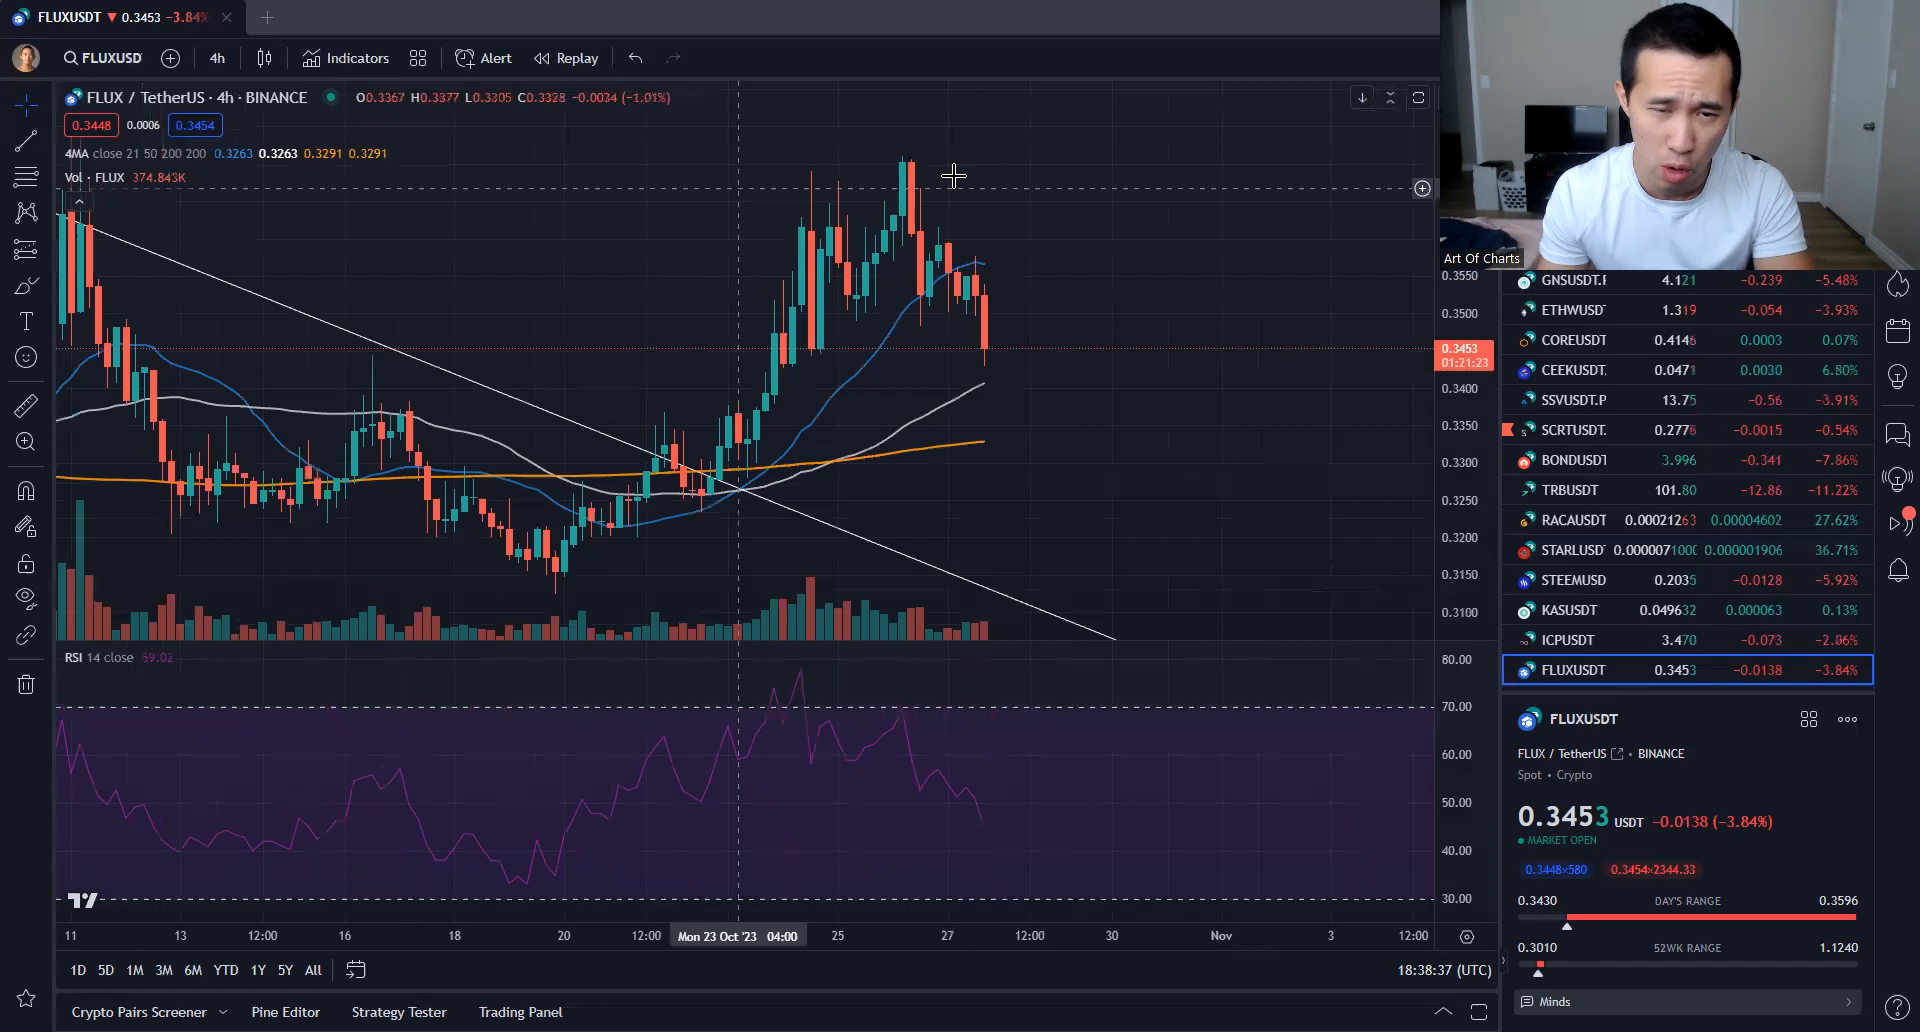 FLUXUSDT ▼ 0.3453 −3.84%
FLUXUSD 4h Indicators Alert Replay
FLUX / TetherUS · 4h · BINANCE O0.3367 H0.3377 L0.3305 C0.3328 −0.0034 (−1.01%)
0.3448 0.0006 0.3454
4MA close 21 50 200 200 0.3263 0.3263 0.3291 0.3291
Vol · FLUX 374.843K
Art Of Charts
0.3550
0.3500
0.3453
01:21:23
0.3400
0.3350
0.3300
0.3250
0.3200
0.3150
0.3100
RSI 14 close 59.02
80.00
70.00
60.00
50.00
40.00
30.00
11 13 12:00 16 18 20 12:00 Mon 23 Oct '23 04:00 25 27 12:00 30 Nov 3 12:00
1D 5D 1M 3M 6M YTD 1Y 5Y All 18:38:37 (UTC)
Crypto Pairs Screener Pine Editor Strategy Tester Trading Panel
GNSUSDT.F 4.121 −0.239 −5.48%
ETHWUSD 1.319 −0.054 −3.93%
COREUSDT 0.4146 0.0003 0.07%
CEEKUSDT. 0.0471 0.0030 6.80%
SSVUSDT.P 13.75 −0.56 −3.91%
SCRTUSDT. 0.2776 −0.0015 −0.54%
BONDUSDT 3.996 −0.341 −7.86%
TRBUSDT 101.80 −12.86 −11.22%
RACAUSDT 0.00021263 0.00004602 27.62%
STARLUSD 0.000007100 0.000001906 36.71%
STEEMUSD 0.2035 −0.0128 −5.92%
KASUSDT 0.049632 0.000063 0.13%
ICPUSDT 3.470 −0.073 −2.06%
FLUXUSDT 0.3453 −0.0138 −3.84%
FLUXUSDT
FLUX / TetherUS • BINANCE
Spot • Crypto
0.3453 USDT −0.0138 (−3.84%)
MARKET OPEN
0.3448×580 0.3454×2344.33
0.3430 DAY'S RANGE 0.3596
0.3010 52WK RANGE 1.1240
Minds